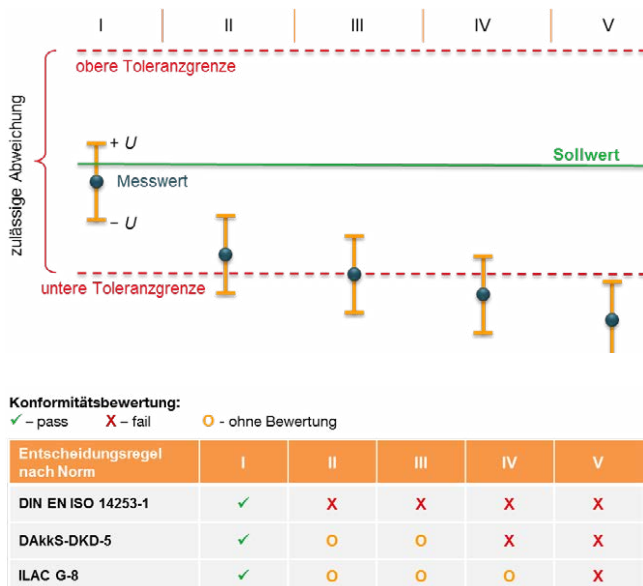 I II III IV V
obere Toleranzgrenze
zulässige Abweichung
+ U
Sollwert
Messwert
– U
untere Toleranzgrenze
Konformitätsbewertung:
✓ – pass X – fail O - ohne Bewertung
Entscheidungsregel
nach Norm I II III IV V
DIN EN ISO 14253-1 ✓ X X X X
DAkkS-DKD-5 ✓ O O X X
ILAC G-8 ✓ O O O X